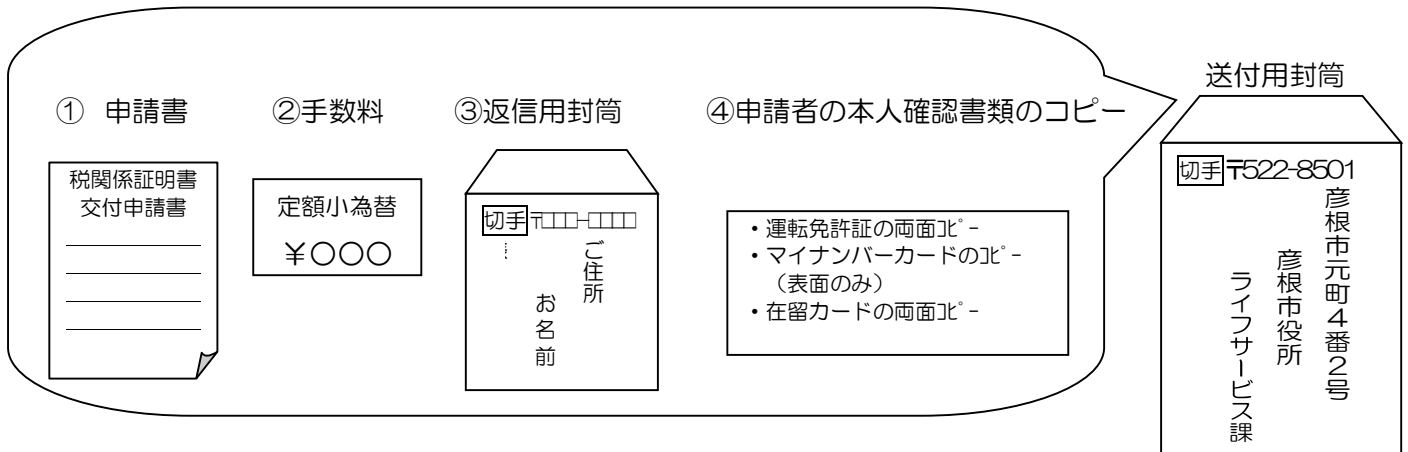 ① 申請書
②手数料
③返信用封筒
④申請者の本人確認書類のコピー
送付用封筒
税関係証明書
交付申請書
定額小為替
¥〇〇〇
切手〒□□□-□□□□
ご住所
お名前
・運転免許証の両面ｺﾋﾟｰ
・マイナンバーカードのｺﾋﾟｰ
（表面のみ）
・在留カードの両面ｺﾋﾟｰ
切手〒522-8501
彦根市元町4番2号
彦根市役所
ライフサービス課